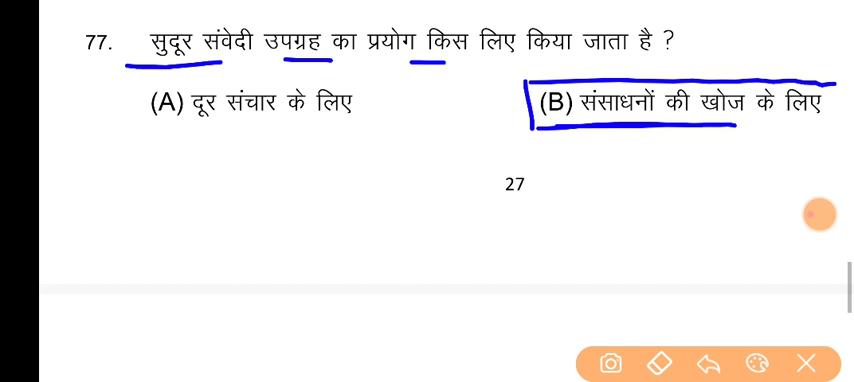 77. सुदूर संवेदी उपग्रह का प्रयोग किस लिए किया जाता है ?
(A) दूर संचार के लिए (B) संसाधनों की खोज के लिए
27